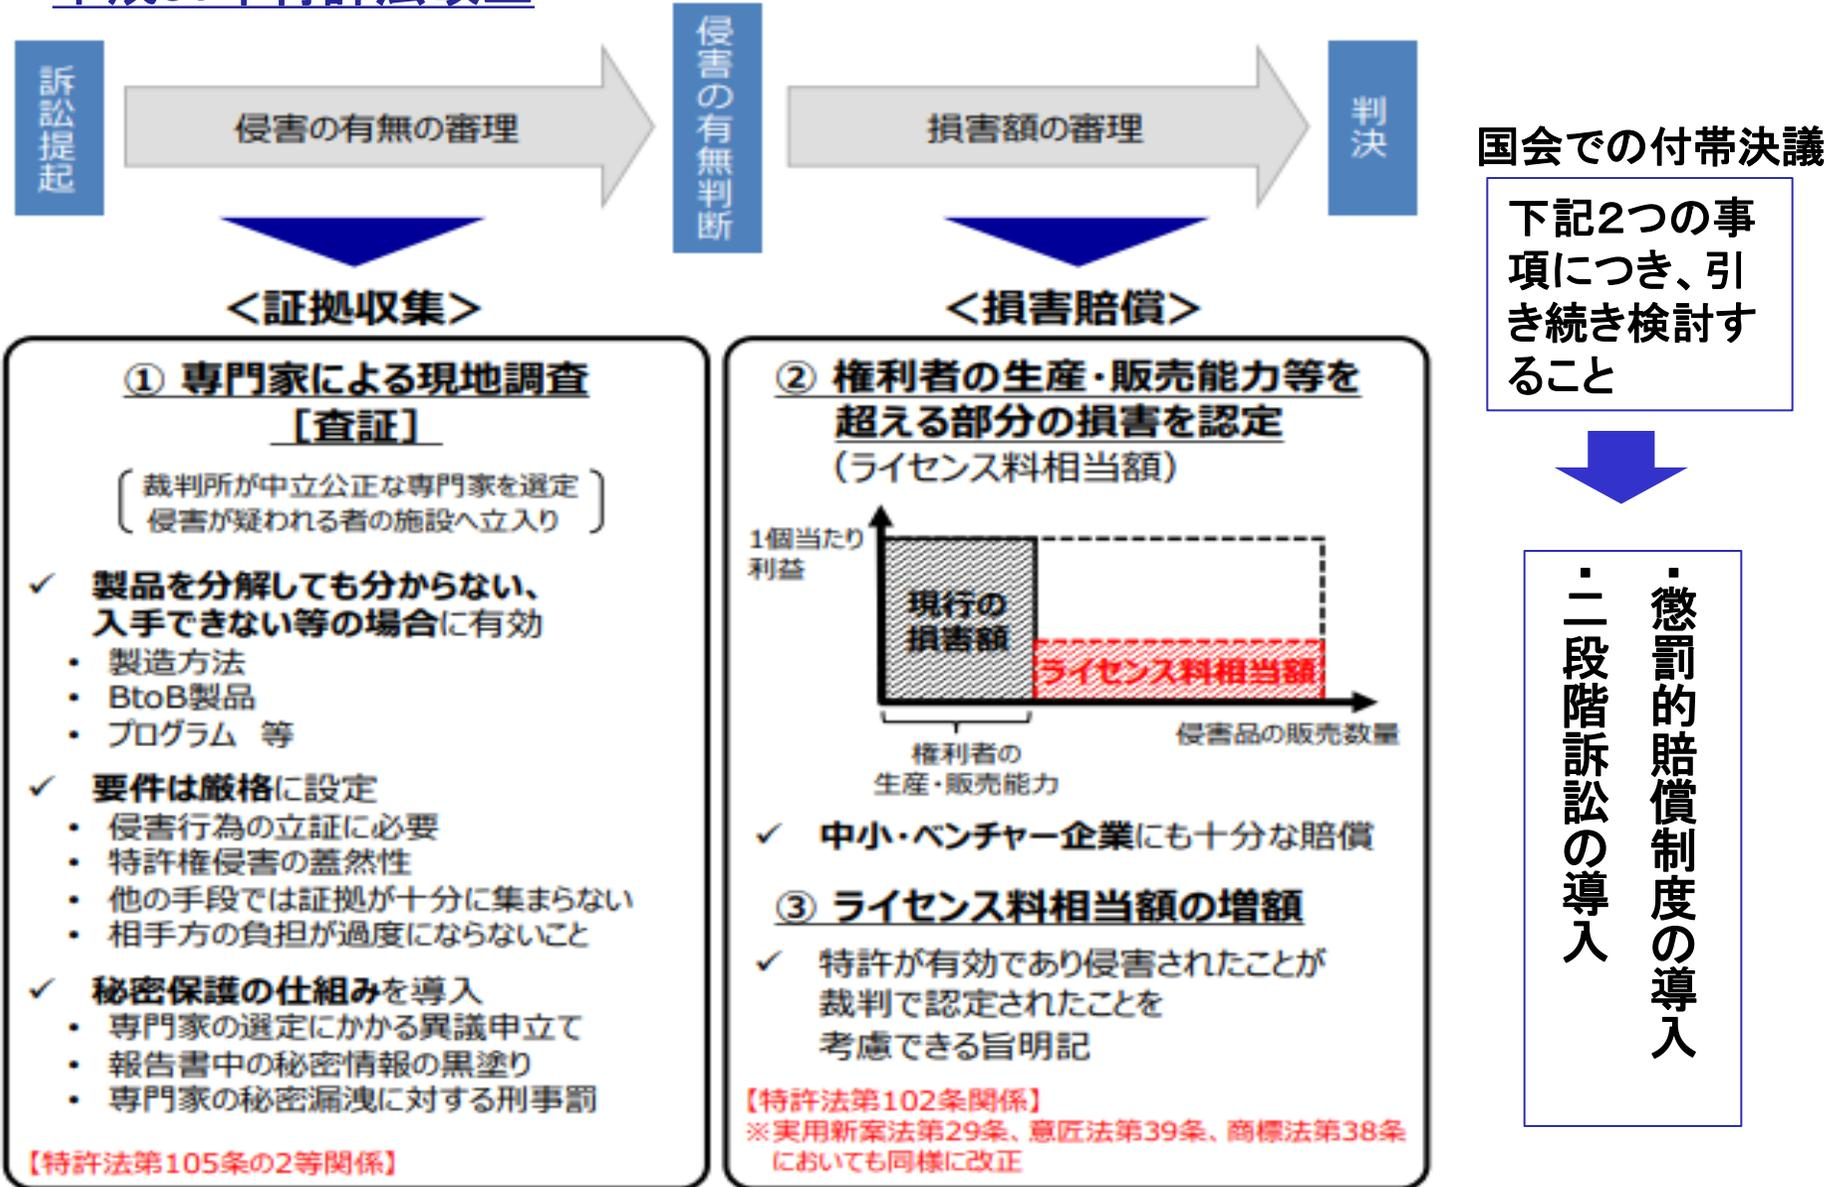 訴訟提起
侵害の有無の審理
侵害の有無判断
損害額の審理
判決
＜証拠収集＞
① 専門家による現地調査
［査証］
裁判所が中立公正な専門家を選定
侵害が疑われる者の施設へ立入り
✓ 製品を分解しても分からない、
入手できない等の場合に有効
• 製造方法
• BtoB製品
• プログラム 等
✓ 要件は厳格に設定
• 侵害行為の立証に必要
• 特許権侵害の蓋然性
• 他の手段では証拠が十分に集まらない
• 相手方の負担が過度にならないこと
✓ 秘密保護の仕組みを導入
• 専門家の選定にかかる異議申立て
• 報告書中の秘密情報の黒塗り
• 専門家の秘密漏洩に対する刑事罰
【特許法第105条の2等関係】
＜損害賠償＞
② 権利者の生産・販売能力等を
超える部分の損害を認定
（ライセンス料相当額）
1個当たり
利益
現行の
損害額
ライセンス料相当額
侵害品の販売数量
権利者の
生産・販売能力
✓ 中小・ベンチャー企業にも十分な賠償
③ ライセンス料相当額の増額
✓ 特許が有効であり侵害されたことが
裁判で認定されたことを
考慮できる旨明記
【特許法第102条関係】
※実用新案法第29条、意匠法第39条、商標法第38条
においても同様に改正
国会での付帯決議
下記２つの事
項につき、引
き続き検討す
ること
・懲罰的賠償制度の導入
・二段階訴訟の導入